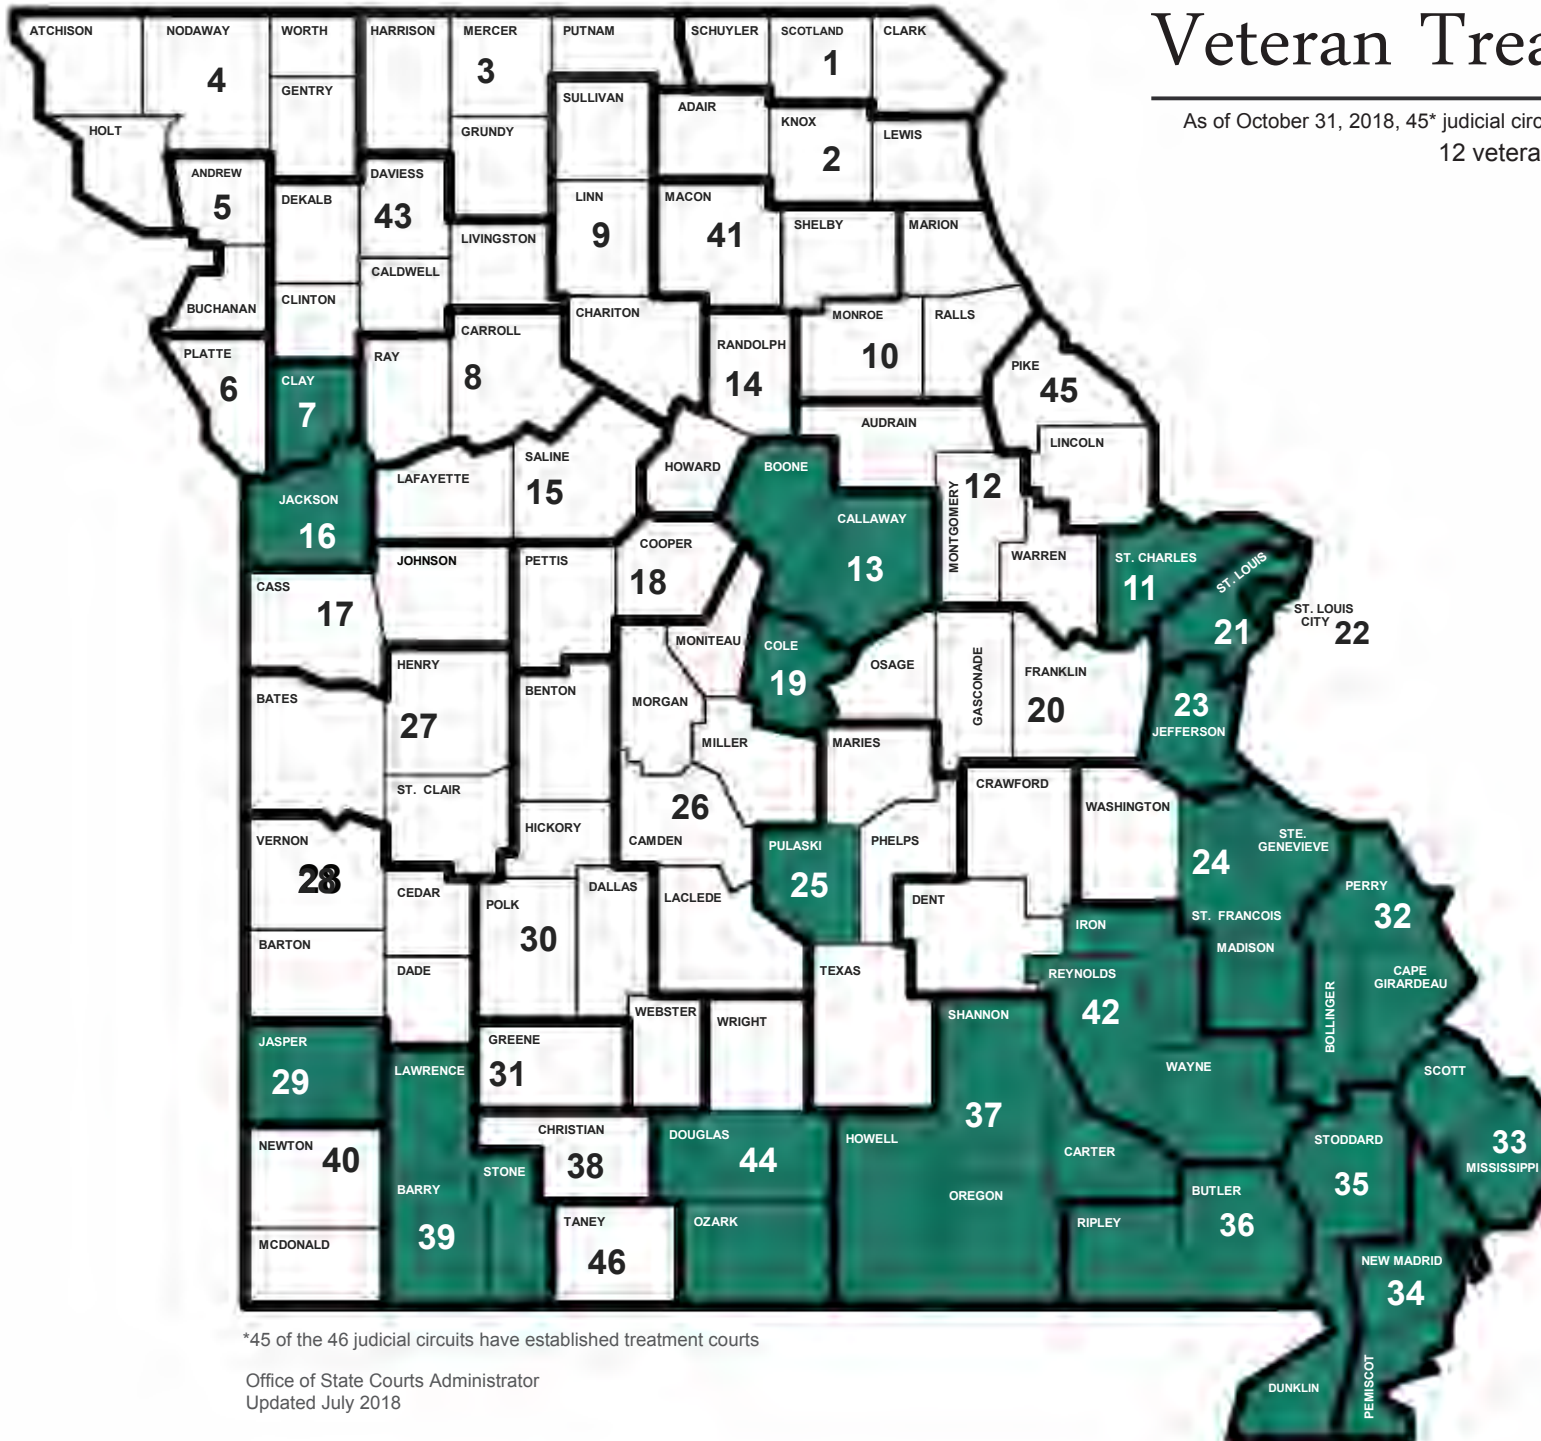 Veteran Trea
As of October 31, 2018, 45* judicial circ
12 vetera
ATCHISON
NODAWAY
4
WORTH
HARRISON
MERCER
3
PUTNAM
SCHUYLER
SCOTLAND
1
CLARK
GENTRY
SULLIVAN
ADAIR
HOLT
GRUNDY
KNOX
2
LEWIS
ANDREW
5
DEKALB
DAVIESS
43
LINN
9
MACON
41
SHELBY
MARION
LIVINGSTON
CALDWELL
BUCHANAN
CLINTON
CHARITON
MONROE
10
RALLS
CARROLL
8
RANDOLPH
14
PLATTE
6
RAY
PIKE
45
CLAY
7
AUDRAIN
LINCOLN
SALINE
15
HOWARD
BOONE
LAFAYETTE
MONTGOMERY
12
JACKSON
16
CALLAWAY
13
COOPER
18
WARREN
ST. CHARLES
11
ST. LOUIS
21
JOHNSON
PETTIS
CASS
17
ST. LOUIS
CITY 22
MONITEAU
COLE
19
OSAGE
GASCONADE
FRANKLIN
20
HENRY
27
BENTON
MORGAN
BATES
23
JEFFERSON
MILLER
MARIES
ST. CLAIR
26
CAMDEN
CRAWFORD
WASHINGTON
HICKORY
VERNON
28
PULASKI
25
PHELPS
STE.
GENEVIEVE
24
ST. FRANCOIS
CEDAR
POLK
30
DALLAS
LACLEDE
DENT
PERRY
32
IRON
MADISON
BARTON
DADE
TEXAS
REYNOLDS
42
CAPE
GIRARDEAU
BOLLINGER
WEBSTER
WRIGHT
SHANNON
JASPER
29
LAWRENCE
GREENE
31
WAYNE
SCOTT
37
CHRISTIAN
38
DOUGLAS
44
HOWELL
CARTER
STODDARD
35
33
MISSISSIPPI
NEWTON
40
STONE
BARRY
39
OREGON
BUTLER
36
TANEY
46
OZARK
RIPLEY
MCDONALD
NEW MADRID
34
DUNKLIN
PEMISCOT
*45 of the 46 judicial circuits have established treatment courts
Office of State Courts Administrator
Updated July 2018